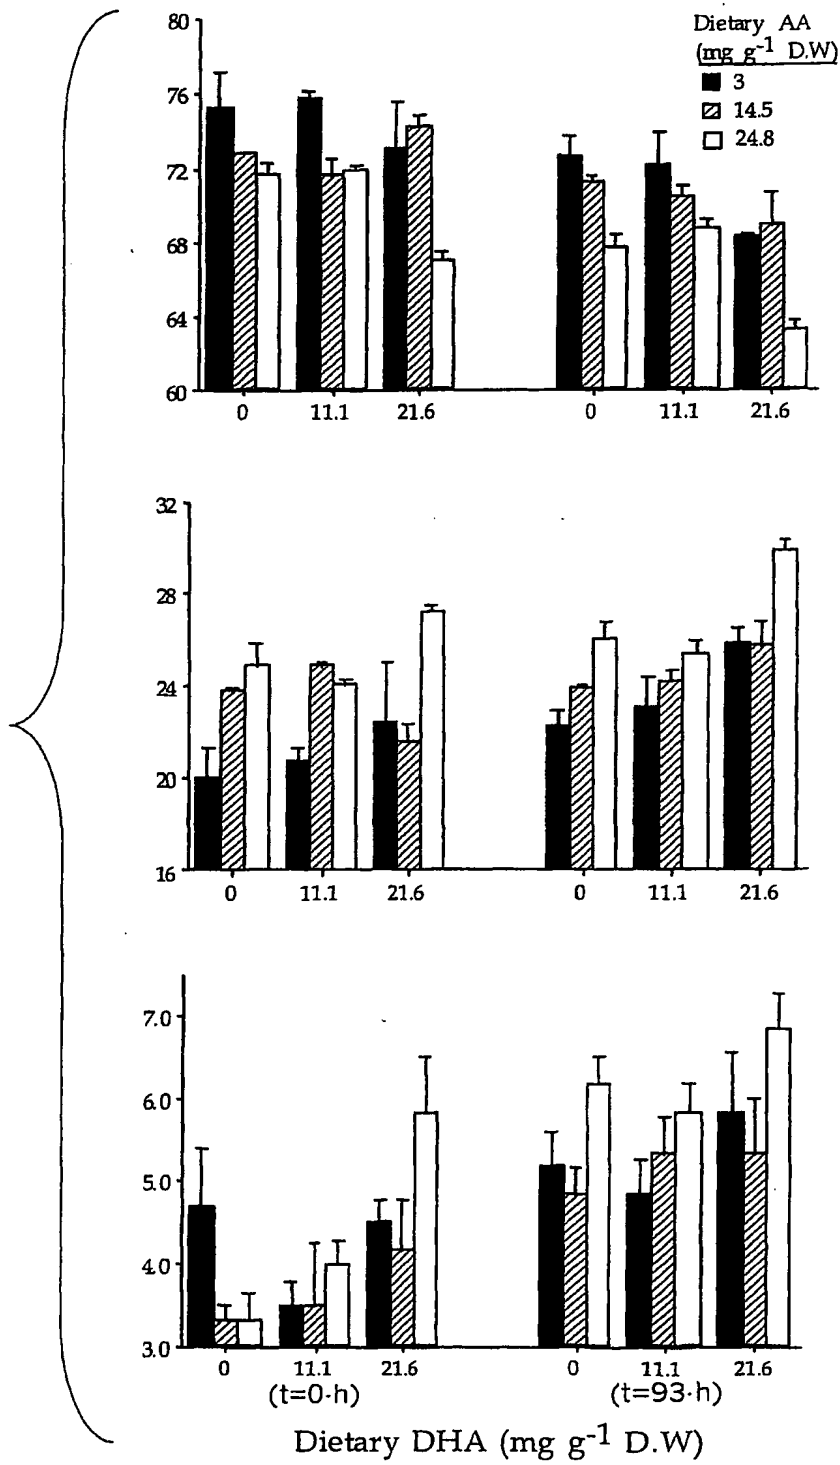 Dietary AA
(mg g-1 D.W)
3
14.5
24.8
80
76
72
68
64
60
0 11.1 21.6 0 11.1 21.6
32
28
24
20
16
0 11.1 21.6 0 11.1 21.6
7.0
6.0
5.0
4.0
3.0
0 11.1 21.6 0 11.1 21.6
(t=0·h) (t=93·h)
Dietary DHA (mg g-1 D.W)